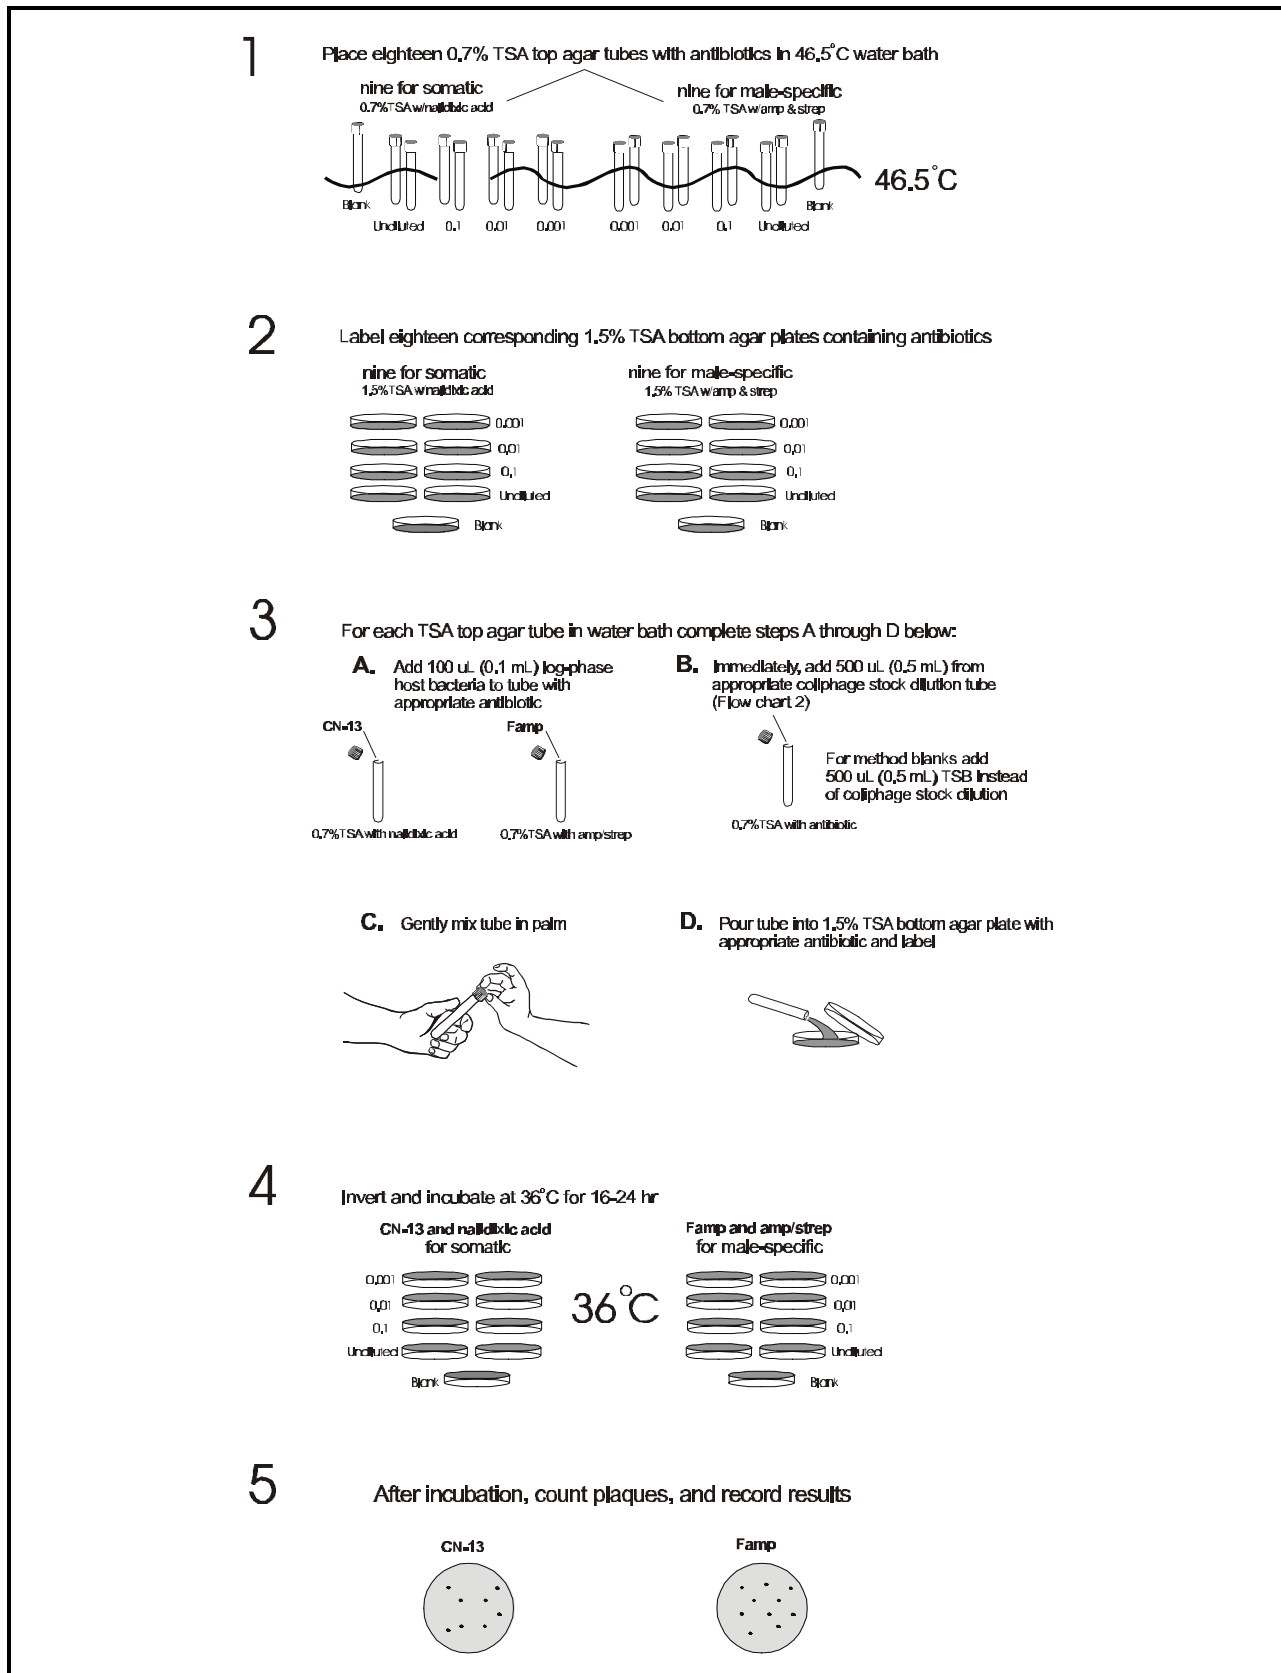 1
Place eighteen 0.7% TSA top agar tubes with antibiotics in 46.5°C water bath
nine for somatic
0.7%TSA w/nalidixic acid
nine for male-specific
0.7% TSA w/amp & strep
46.5°C
Blank
Blank
Undiluted 0.1 0.01 0.001 0.001 0.01 0.1 Undiluted
2
Label eighteen corresponding 1.5% TSA bottom agar plates containing antibiotics
nine for somatic
1.5%TSA w/nalidixic acid
0.001
0.01
0.1
Undiluted
Blank
nine for male-specific
1.5% TSA w/amp & strep
0.001
0.01
0.1
Undiluted
Blank
3
For each TSA top agar tube in water bath complete steps A through D below:
A. Add 100 uL (0.1 mL) log-phase
host bacteria to tube with
appropriate antibiotic
CN-13
Famp
0.7%TSA with nalidixic acid
0.7%TSA with amp/strep
B. Immediately, add 500 uL (0.5 mL) from
appropriate coliphage stock dilution tube
(Flow chart 2)
For method blanks add
500 uL (0.5 mL) TSB instead
of coliphage stock dilution
0.7%TSA with antibiotic
C. Gently mix tube in palm
D. Pour tube into 1.5% TSA bottom agar plate with
appropriate antibiotic and label
4
Invert and incubate at 36°C for 16-24 hr
CN-13 and nalidixic acid
for somatic
0.001
0.01
0.1
Undiluted
Blank
36°C
Famp and amp/strep
for male-specific
0.001
0.01
0.1
Undiluted
Blank
5
After incubation, count plaques, and record results
CN-13
Famp